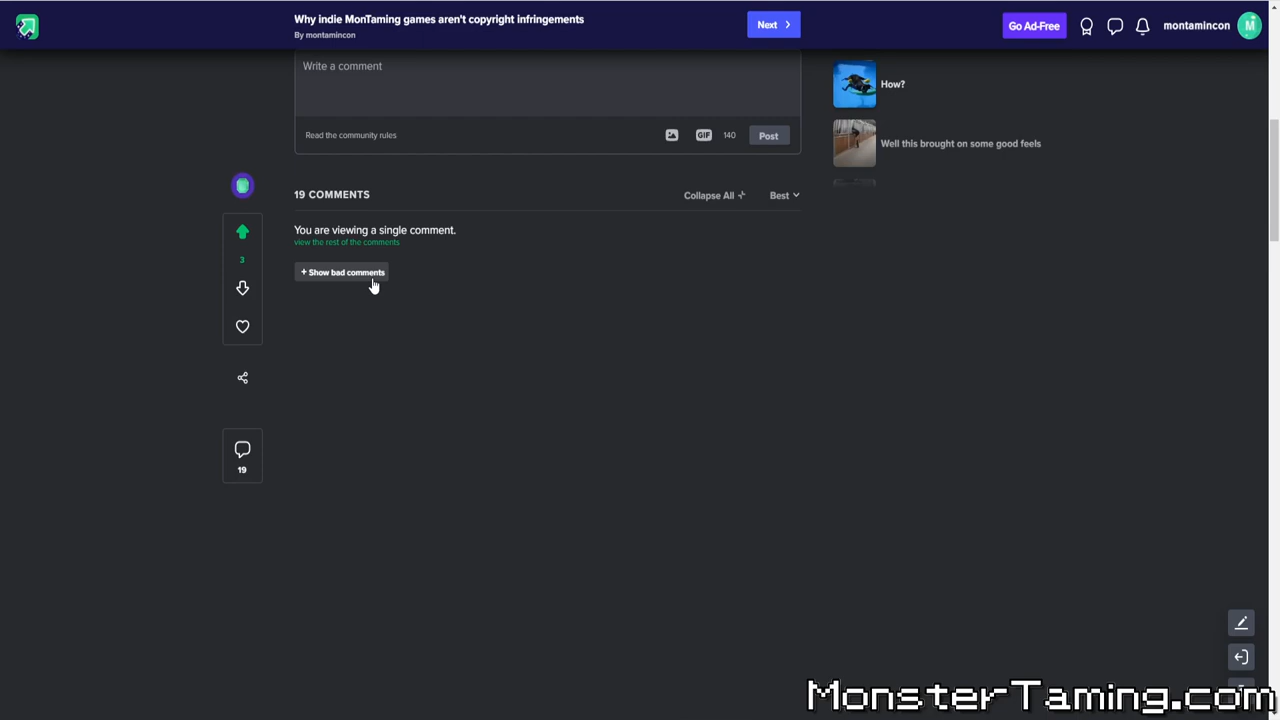 Why indie MonTaming games aren't copyright infringements
By montamincon
Next
Go Ad-Free
montamincon
M
Write a comment
Read the community rules
GIF
140
Post
How?
Well this brought on some good feels
19 COMMENTS
Collapse All
Best
You are viewing a single comment.
view the rest of the comments
+ Show bad comments
3
19
MonsterTaming.com